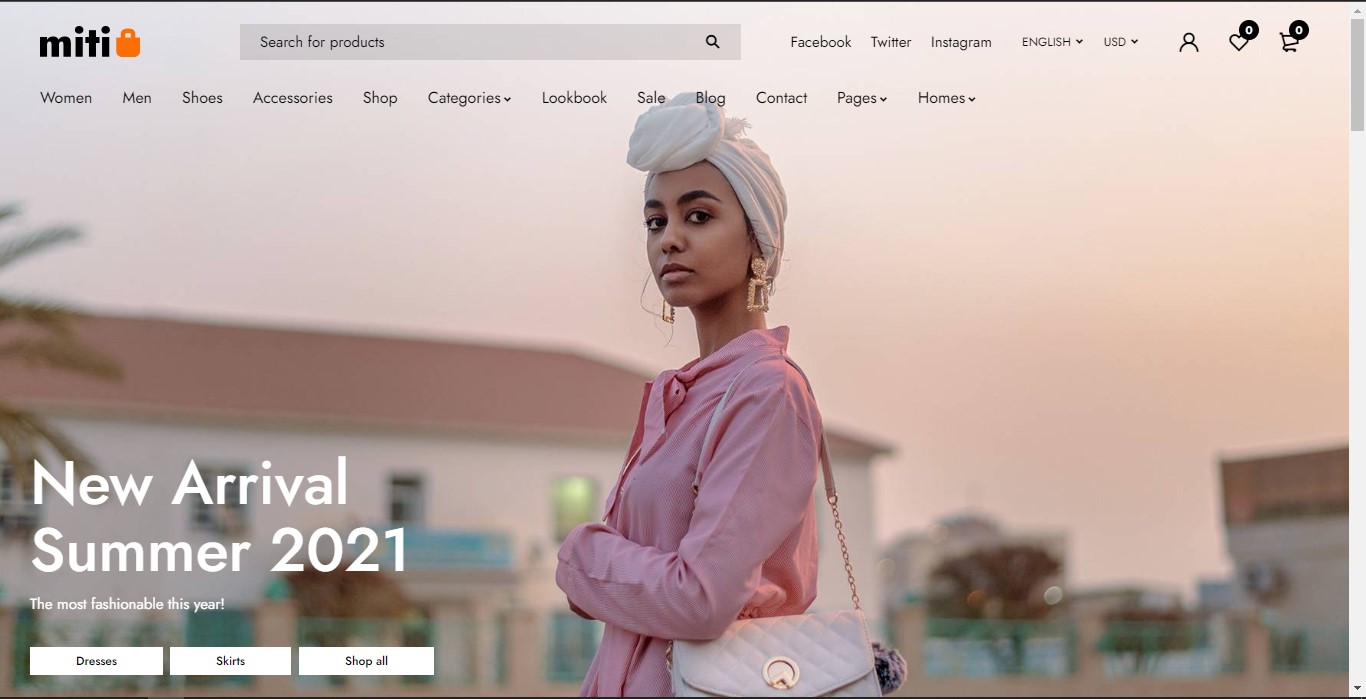 miti
Search for products
Facebook Twitter Instagram ENGLISH USD 0 0
Women Men Shoes Accessories Shop Categories Lookbook Sale Blog Contact Pages Homes
New Arrival
Summer 2021
The most fashionable this year!
Dresses Skirts Shop all